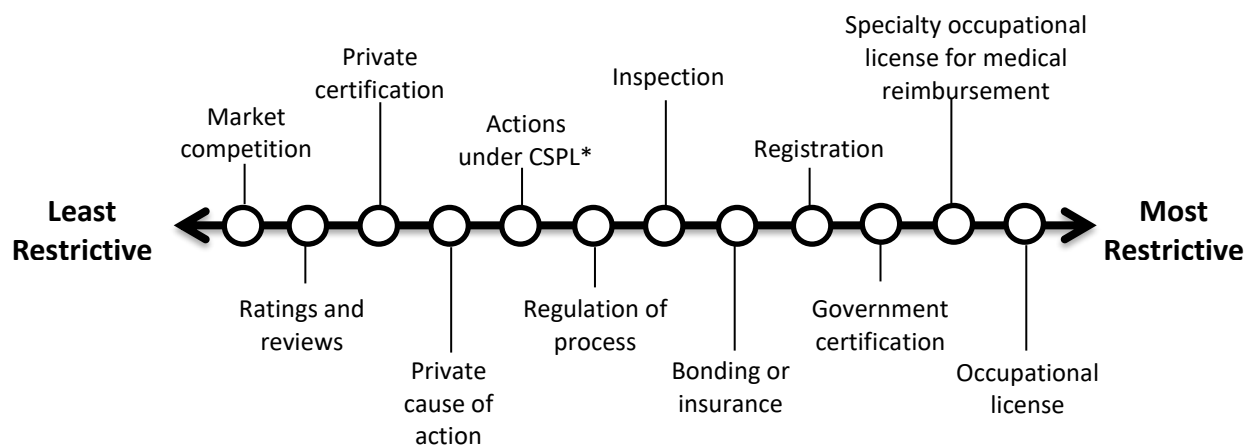 Specialty occupational
license for medical
reimbursement
Private
certification
Inspection
Market
competition
Actions
under CSPL*
Registration
Least
Restrictive
Most
Restrictive
Ratings and
reviews
Regulation of
process
Government
certification
Private
cause of
action
Bonding or
insurance
Occupational
license